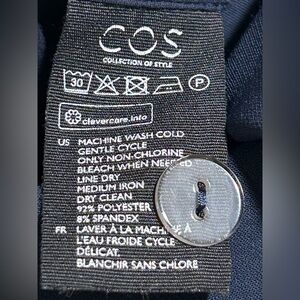 COS
COLLECTION OF STYLE
30 P
clevercare.info
US MACHINE WASH COLD
GENTLE CYCLE
ONLY NON-CHLORINE
BLEACH WHEN NEEDED
LINE DRY
MEDIUM IRON
DRY CLEAN
92% POLYESTER
8% SPANDEX
FR LAVER À LA MACHINE À
L'EAU FROIDE CYCLE
DÉLICAT,
BLANCHIR SANS CHLORE